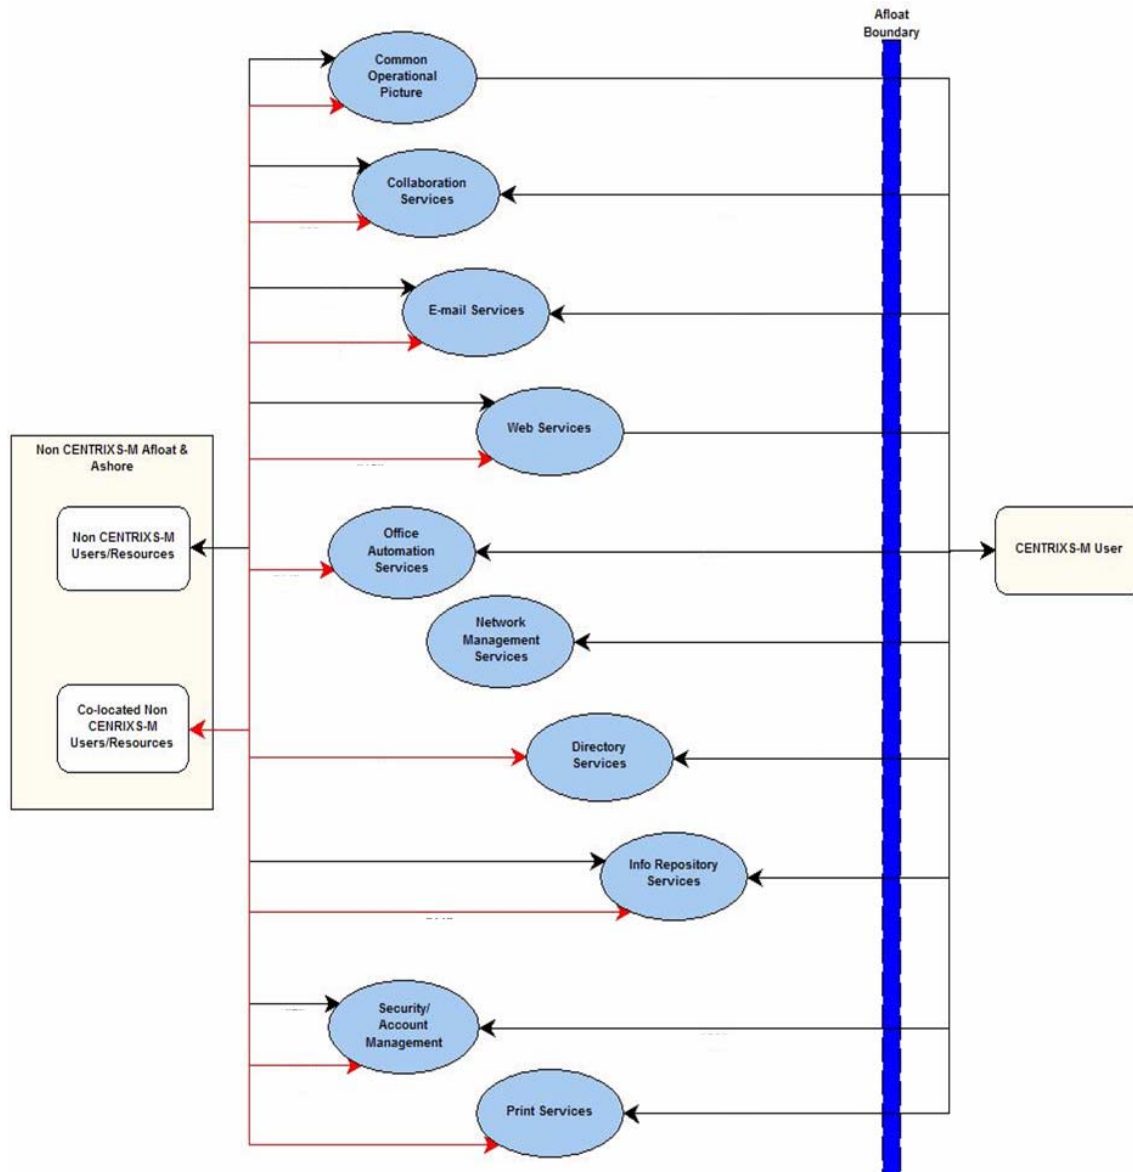 Afloat
Boundary
Common
Operational
Picture
Collaboration
Services
E-mail Services
Web Services
Non CENTRIXS-M Afloat &
Ashore
Non CENTRIXS-M
Users/Resources
Office
Automation
Services
CENTRIXS-M User
Network
Management
Services
Co-located Non
CENRIXS-M
Users/Resources
Directory
Services
Info Repository
Services
Security/
Account
Management
Print Services